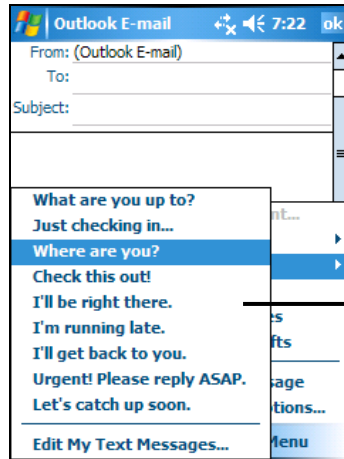 Outlook E-mail 7:22 ok
From: (Outlook E-mail)
To:
Subject:
What are you up to?
Just checking in...
Where are you?
Check this out!
I'll be right there.
I'm running late.
I'll get back to you.
Urgent! Please reply ASAP.
Let's catch up soon.
Edit My Text Messages...
Menu